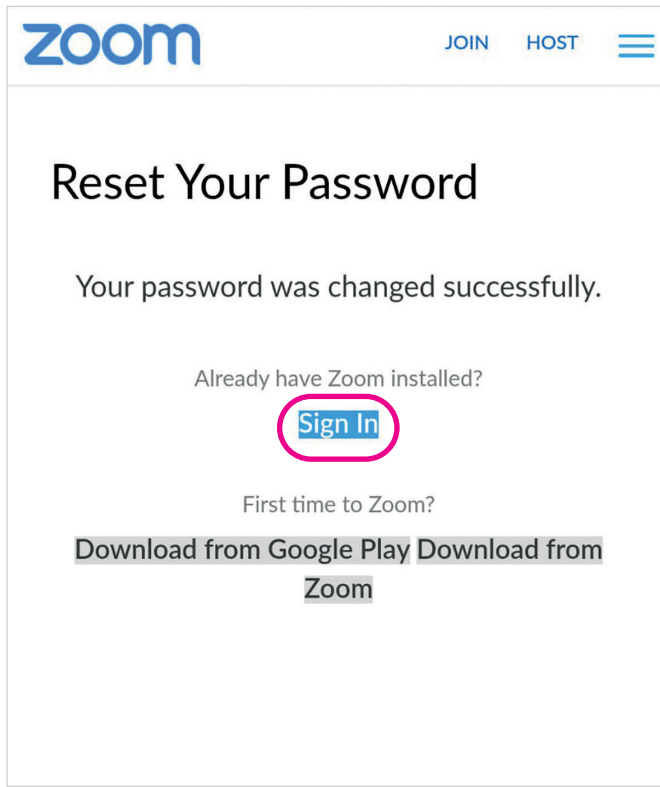 zoom
JOIN HOST
Reset Your Password
Your password was changed successfully.
Already have Zoom installed?
Sign In
First time to Zoom?
Download from Google Play Download from
Zoom